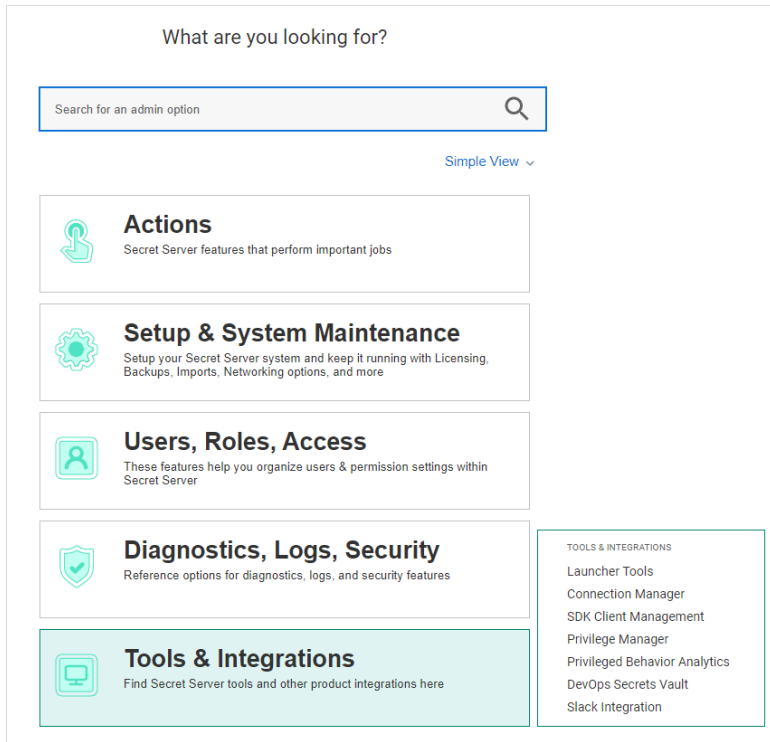 What are you looking for?
Search for an admin option
Simple View
Actions
Secret Server features that perform important jobs
Setup & System Maintenance
Setup your Secret Server system and keep it running with Licensing,
Backups, Imports, Networking options, and more
Users, Roles, Access
These features help you organize users & permission settings within
Secret Server
Diagnostics, Logs, Security
Reference options for diagnostics, logs, and security features
Tools & Integrations
Find Secret Server tools and other product integrations here
TOOLS & INTEGRATIONS
Launcher Tools
Connection Manager
SDK Client Management
Privilege Manager
Privileged Behavior Analytics
DevOps Secrets Vault
Slack Integration